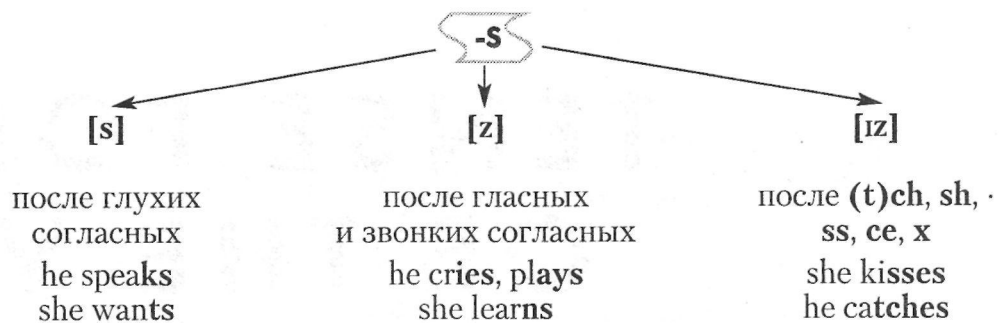 -S
[s]
после глухих
согласных
he speaks
she wants
[z]
после гласных
и звонких согласных
he cries, plays
she learns
[ɪz]
после (t)ch, sh,
ss, ce, x
she kisses
he catches